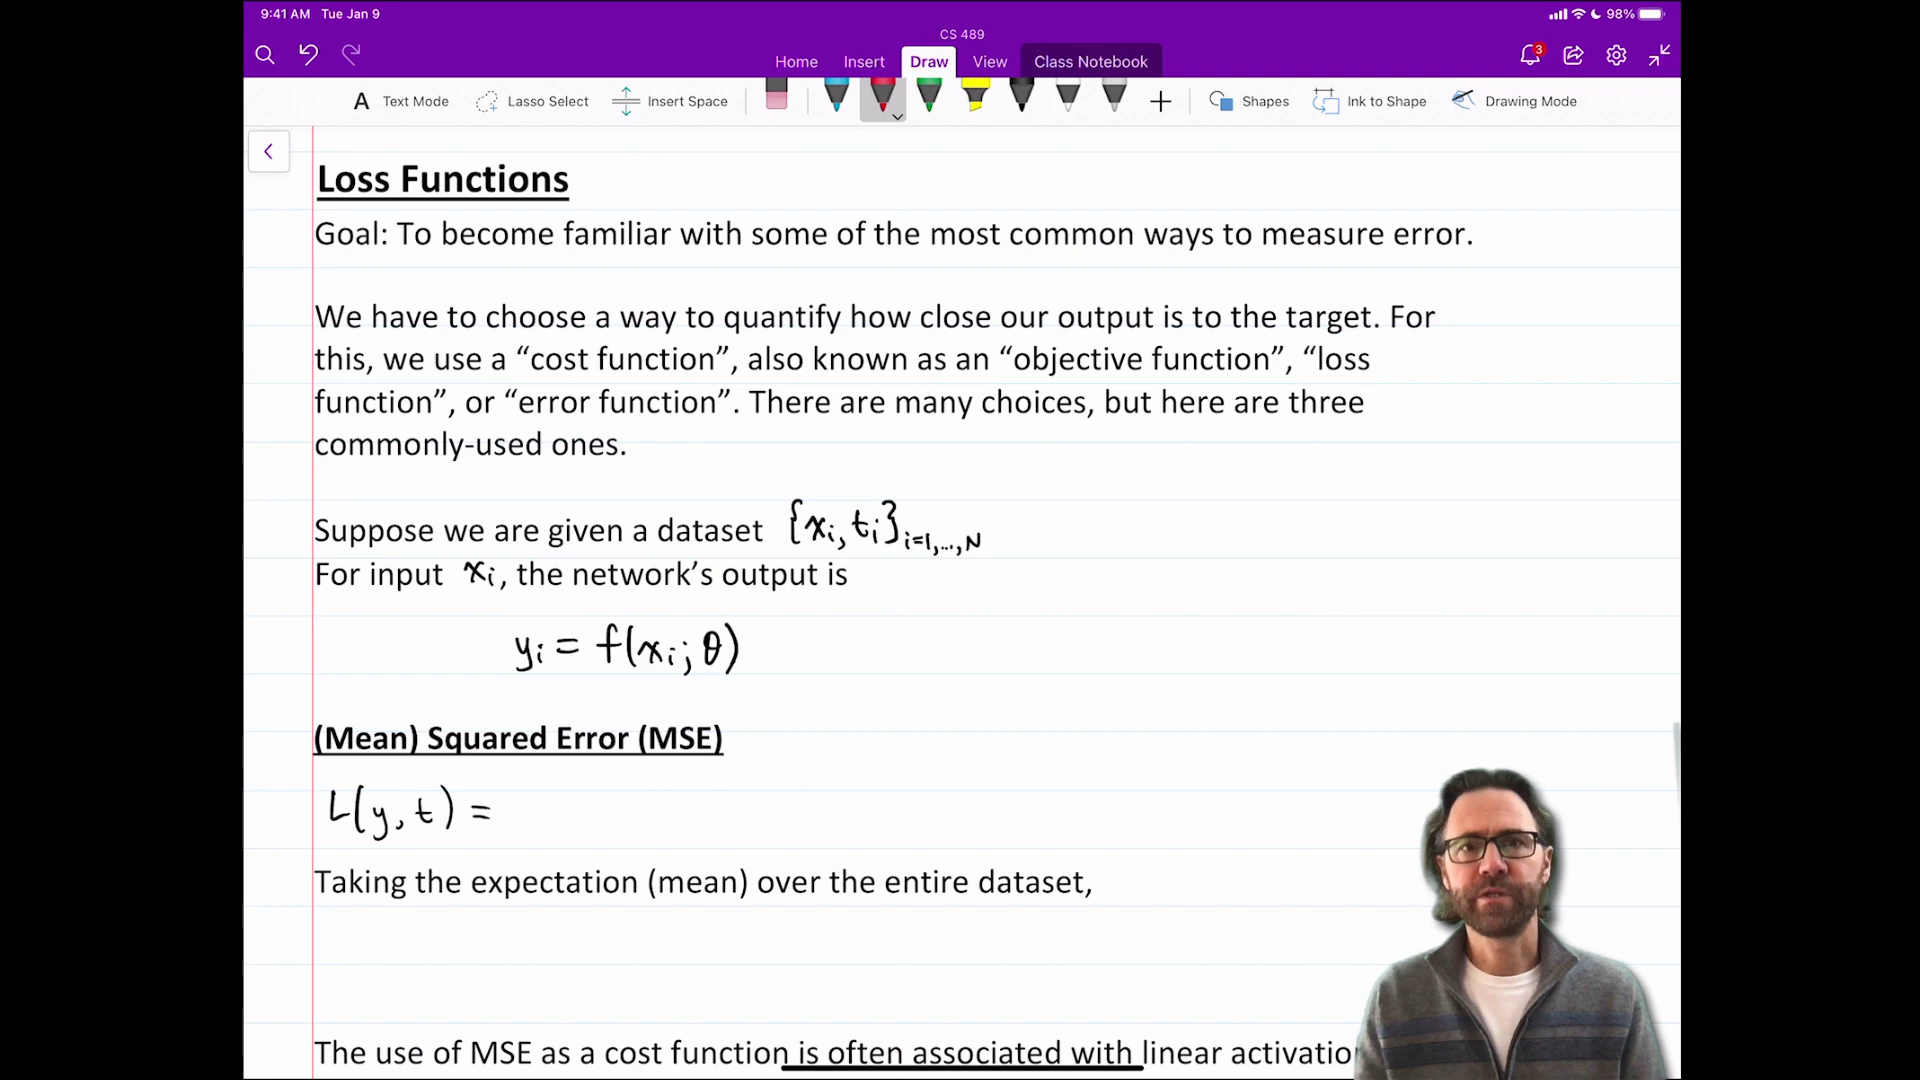 9:41 AM Tue Jan 9
98%
CS 489
Home Insert Draw View Class Notebook
3
A Text Mode Lasso Select Insert Space Shapes Ink to Shape Drawing Mode
Loss Functions
Goal: To become familiar with some of the most common ways to measure error.
We have to choose a way to quantify how close our output is to the target. For
this, we use a “cost function”, also known as an “objective function”, “loss
function”, or “error function”. There are many choices, but here are three
commonly-used ones.
Suppose we are given a dataset {xᵢ, tᵢ}ᵢ₌₁,...,N
For input xᵢ, the network’s output is
yᵢ = f(xᵢ; θ)
(Mean) Squared Error (MSE)
L(y, t) =
Taking the expectation (mean) over the entire dataset,
The use of MSE as a cost function is often associated with linear